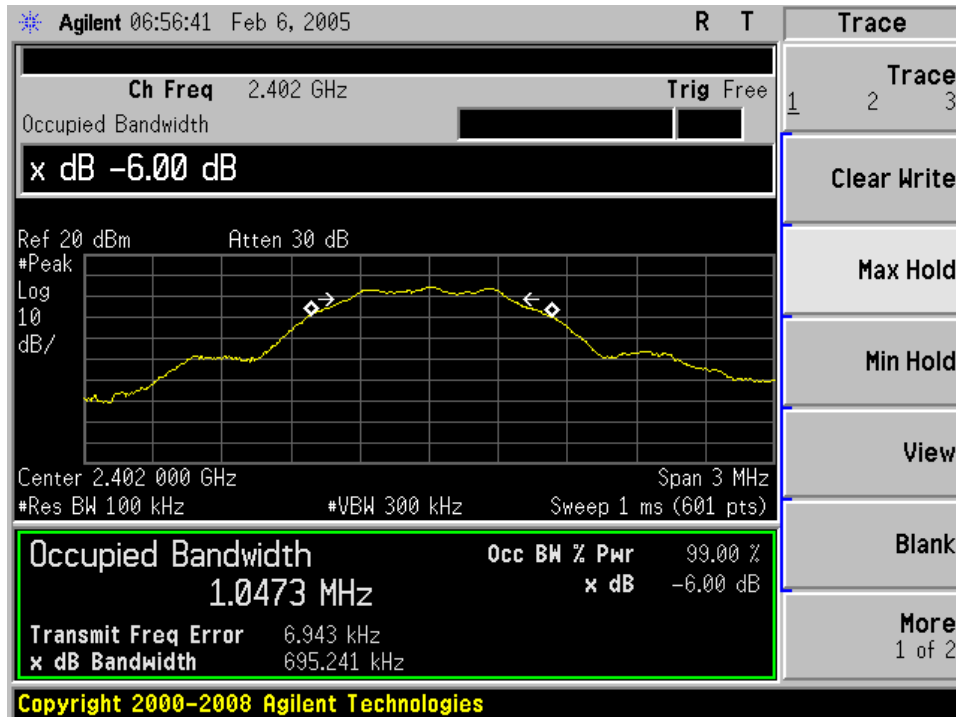 Agilent 06:56:41 Feb 6, 2005 R T
Trace
Ch Freq 2.402 GHz Trig Free
Occupied Bandwidth
x dB -6.00 dB
Ref 20 dBm Atten 30 dB
#Peak
Log
10
dB/
Center 2.402 000 GHz Span 3 MHz
#Res BW 100 kHz #VBW 300 kHz Sweep 1 ms (601 pts)
Occupied Bandwidth
1.0473 MHz
Occ BW % Pwr 99.00 %
x dB -6.00 dB
Transmit Freq Error 6.943 kHz
x dB Bandwidth 695.241 kHz
Trace
1 2 3
Clear Write
Max Hold
Min Hold
View
Blank
More
1 of 2
Copyright 2000-2008 Agilent Technologies